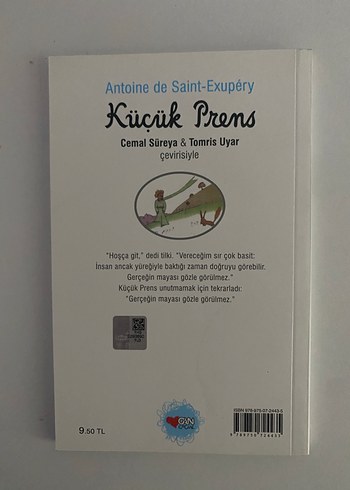 Antoine de Saint-Exupéry
Küçük Prens
Cemal Süreya & Tomris Uyar
çevirisiyle
"Hoşça git," dedi tilki. "Vereceğim sır çok basit:
İnsan ancak yüreğiyle baktığı zaman doğruyu görebilir.
Gerçeğin mayası gözle görülmez."
Küçük Prens unutmamak için tekrarladı:
"Gerçeğin mayası gözle görülmez."
9.50 TL